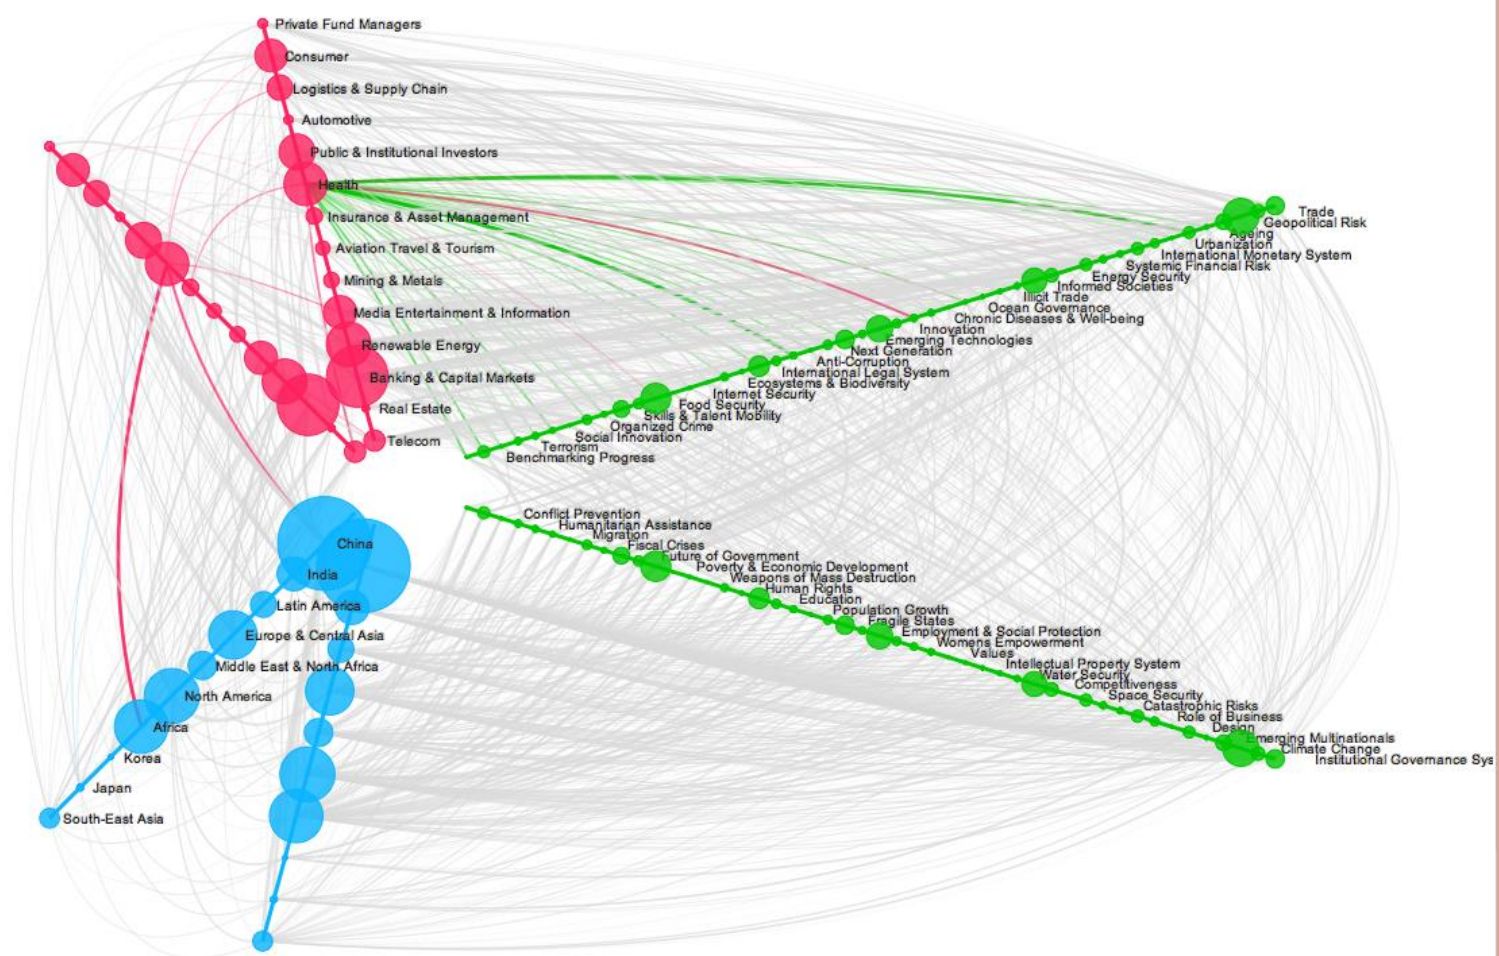 Private Fund Managers
Consumer
Logistics & Supply Chain
Automotive
Public & Institutional Investors
Health
Insurance & Asset Management
Aviation Travel & Tourism
Mining & Metals
Media Entertainment & Information
Renewable Energy
Banking & Capital Markets
Real Estate
Telecom
Trade
Geopolitical Risk
Ageing
Urbanization
International Monetary System
Systemic Financial Risk
Energy Security
Informed Societies
Illicit Trade
Ocean Governance
Chronic Diseases & Well-being
Innovation
Emerging Technologies
Next Generation
Anti-Corruption
International Legal System
Ecosystems & Biodiversity
Internet Security
Food Security
Skills & Talent Mobility
Organized Crime
Social Innovation
Terrorism
Benchmarking Progress
Conflict Prevention
Humanitarian Assistance
Migration
Fiscal Crises
Future of Government
Poverty & Economic Development
Weapons of Mass Destruction
Human Rights
Education
Population Growth
Fragile States
Employment & Social Protection
Womens Empowerment
Values
Intellectual Property System
Water Security
Competitiveness
Space Security
Catastrophic Risks
Role of Business
Design
Emerging Multinationals
Climate Change
Institutional Governance Sys
China
India
Latin America
Europe & Central Asia
Middle East & North Africa
North America
Africa
Korea
Japan
South-East Asia